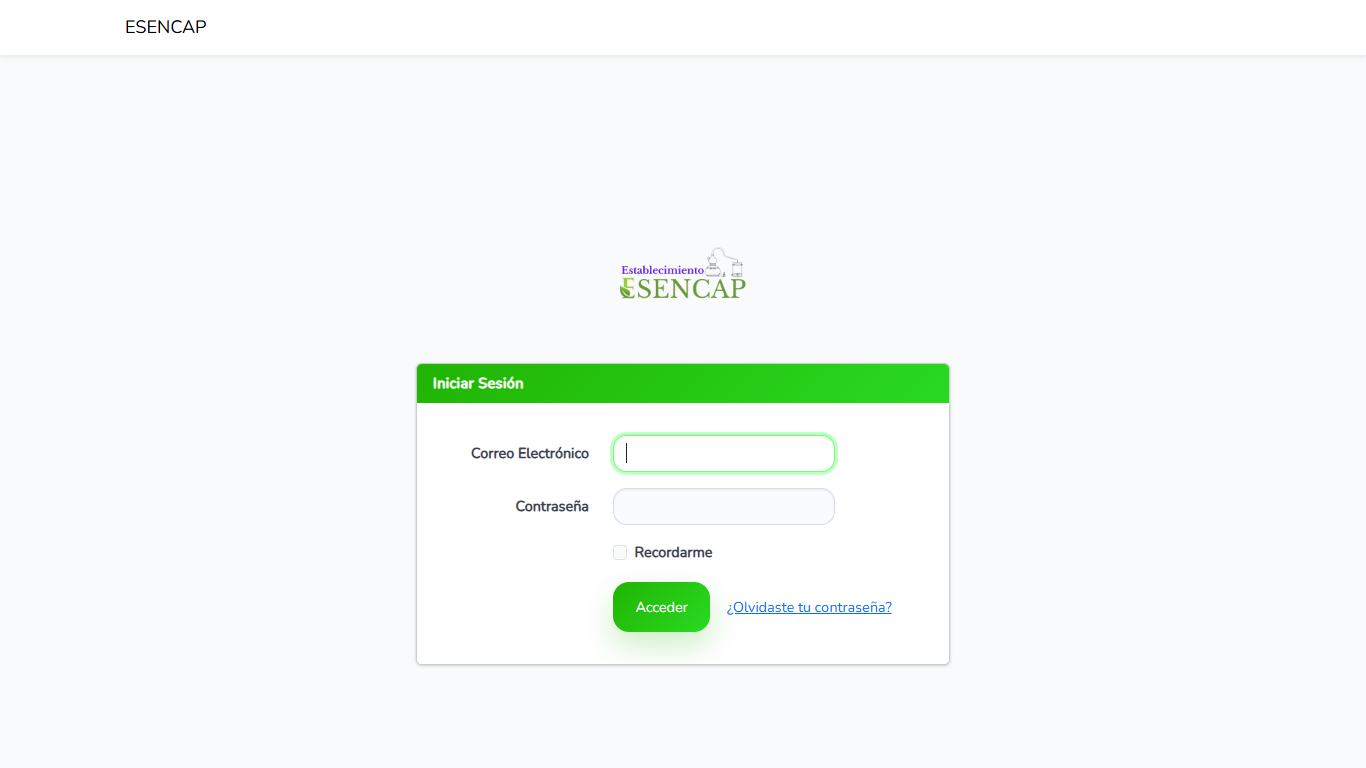 ESENCAP
Establecimiento
ESENCAP
Iniciar Sesión
Correo Electrónico
Contraseña
Recordarme
Acceder
¿Olvidaste tu contraseña?